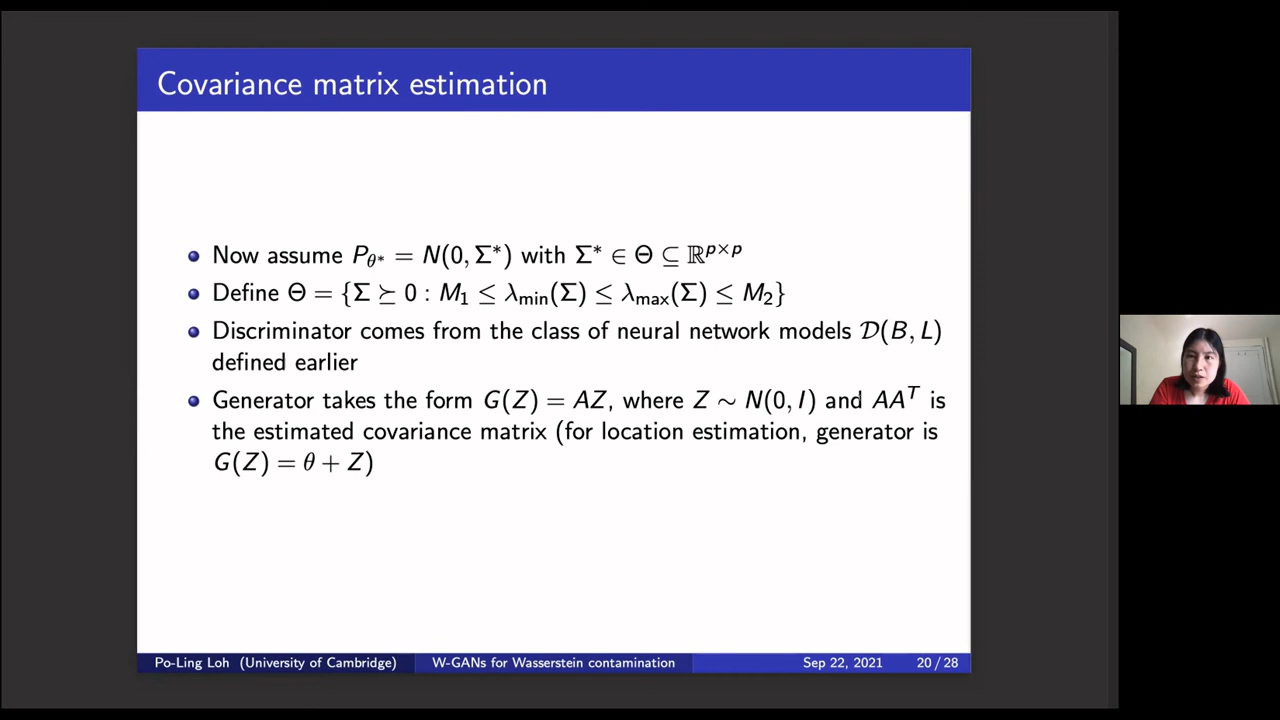 Covariance matrix estimation
Now assume P_{θ*} = N(0, Σ*) with Σ* ∈ Θ ⊆ ℝ^{p×p}
Define Θ = {Σ ⪰ 0 : M₁ ≤ λ_min(Σ) ≤ λ_max(Σ) ≤ M₂}
Discriminator comes from the class of neural network models 𝒟(B, L)
defined earlier
Generator takes the form G(Z) = AZ, where Z ∼ N(0, I) and AA^T is
the estimated covariance matrix (for location estimation, generator is
G(Z) = θ + Z)
Po-Ling Loh (University of Cambridge) W-GANs for Wasserstein contamination Sep 22, 2021 20 / 28